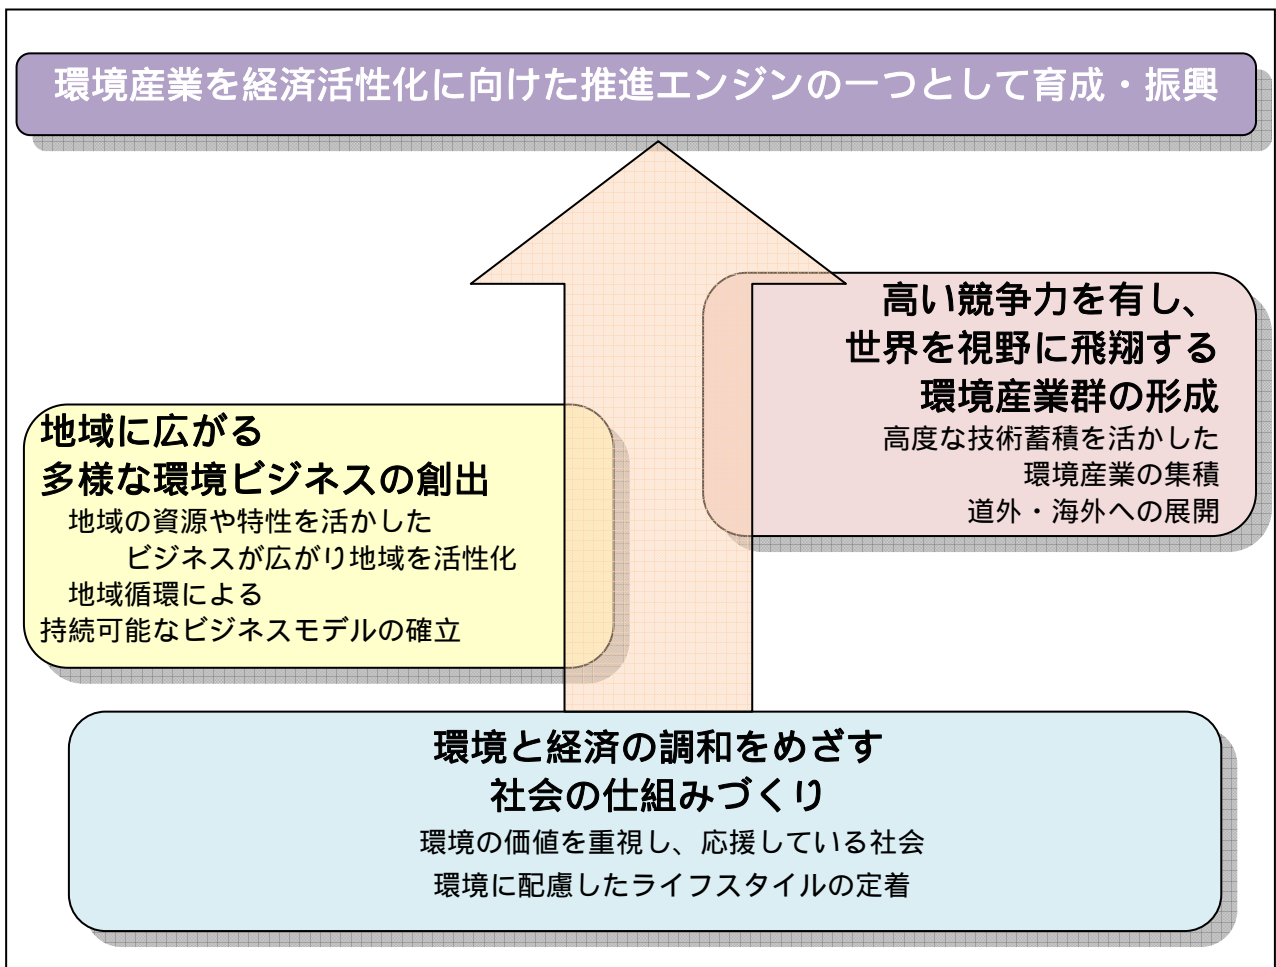 環境産業を経済活性化に向けた推進エンジンの一つとして育成・振興
高い競争力を有し、
世界を視野に飛翔する
環境産業群の形成
高度な技術蓄積を活かした
環境産業の集積
道外・海外への展開
地域に広がる
多様な環境ビジネスの創出
地域の資源や特性を活かした
ビジネスが広がり地域を活性化
地域循環による
持続可能なビジネスモデルの確立
環境と経済の調和をめざす
社会の仕組みづくり
環境の価値を重視し、応援している社会
環境に配慮したライフスタイルの定着